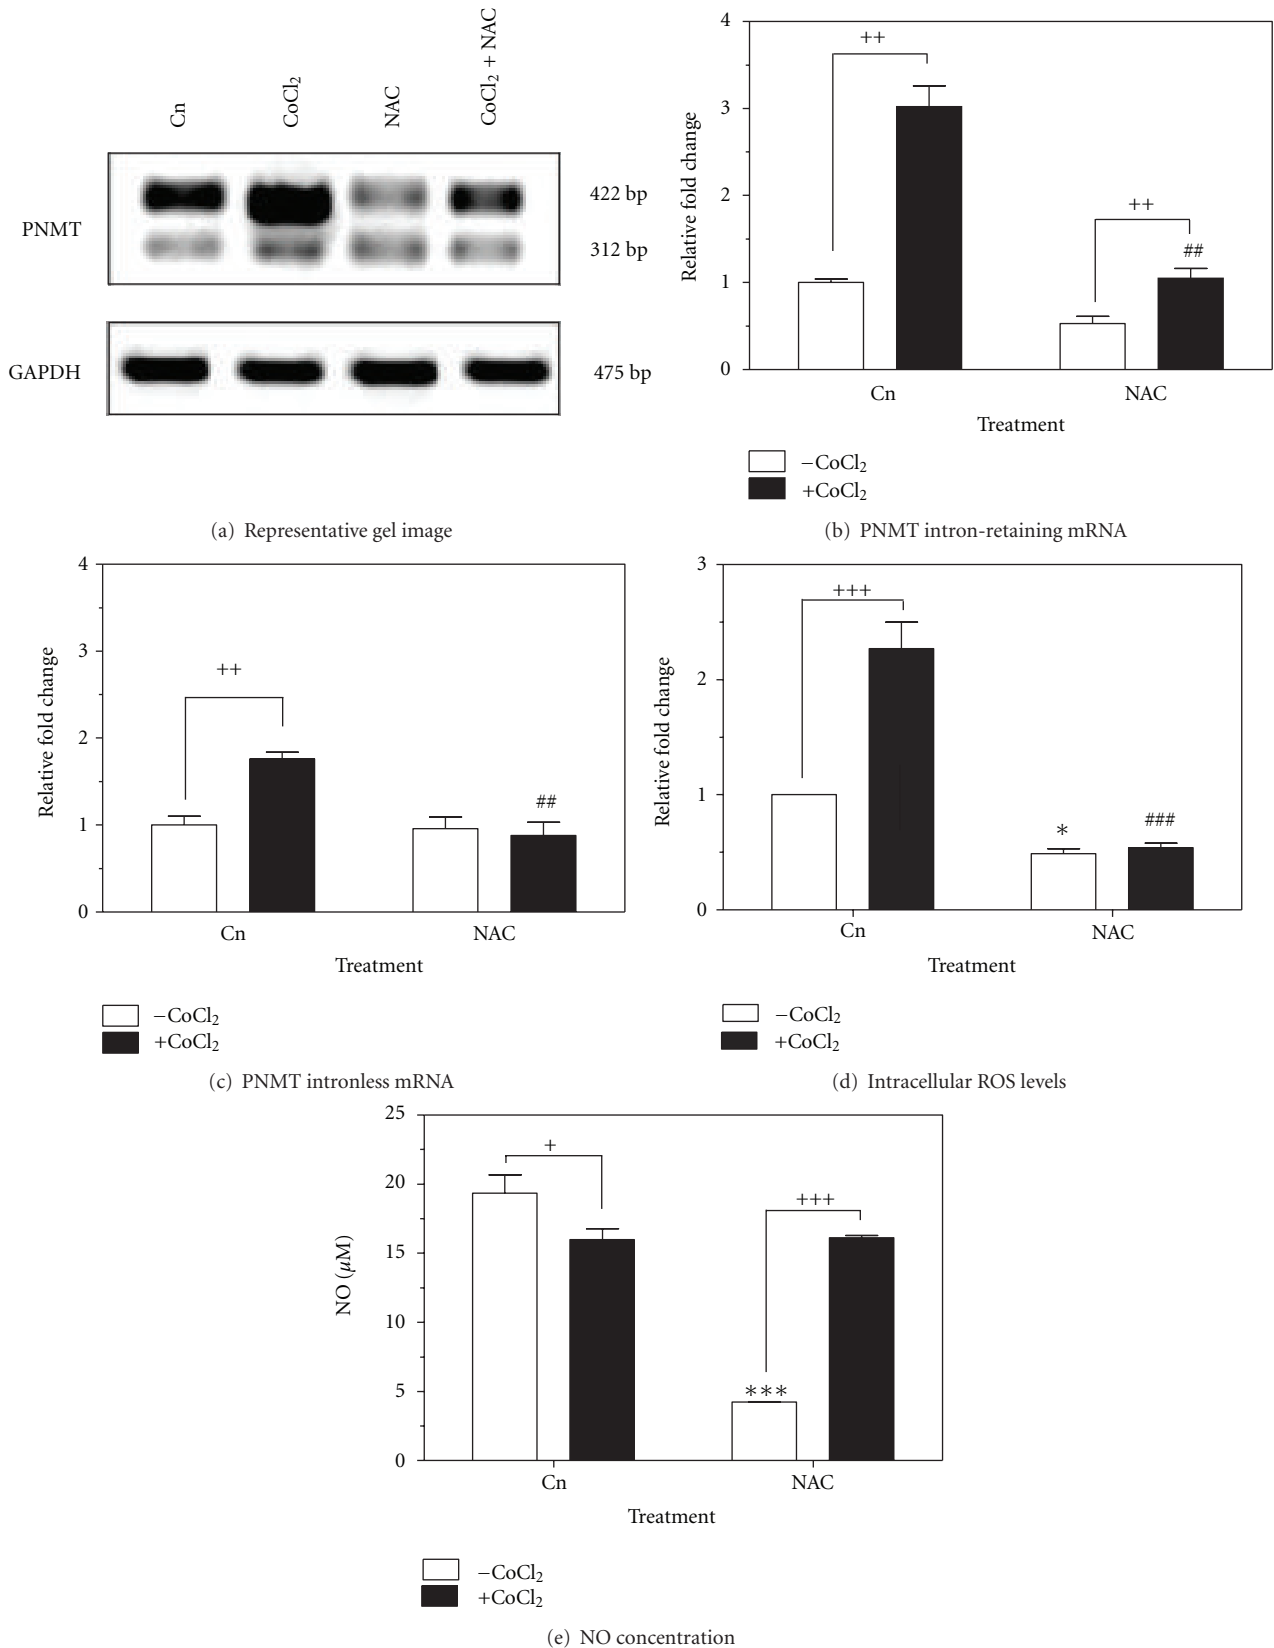 Cn
CoCl₂
NAC
CoCl₂ + NAC
PNMT
422 bp
312 bp
GAPDH
475 bp
(a) Representative gel image
4
3
2
1
0
Relative fold change
++
++
##
Cn
NAC
Treatment
−CoCl₂
+CoCl₂
(b) PNMT intron-retaining mRNA
4
3
2
1
0
Relative fold change
++
##
Cn
NAC
Treatment
−CoCl₂
+CoCl₂
(c) PNMT intronless mRNA
3
2
1
0
Relative fold change
+++
*
###
Cn
NAC
Treatment
−CoCl₂
+CoCl₂
(d) Intracellular ROS levels
25
20
15
10
5
0
NO (μM)
+
+++
***
Cn
NAC
Treatment
−CoCl₂
+CoCl₂
(e) NO concentration